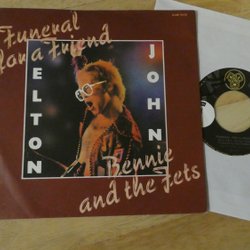 Funeral
for a Friend
ELTON
JOHN
Bennie
and the Jets